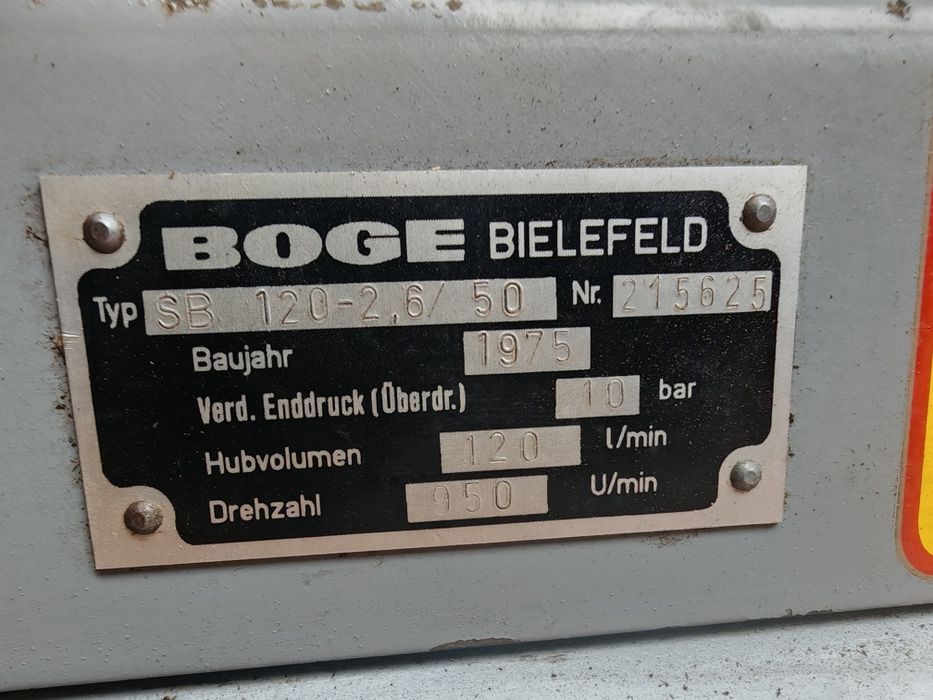 BOGE BIELEFELD
Typ SB 120-2,6/ 50 Nr. 215625
Baujahr 1975
Verd. Enddruck (Überdr.) 10 bar
Hubvolumen 120 l/min
Drehzahl 950 U/min